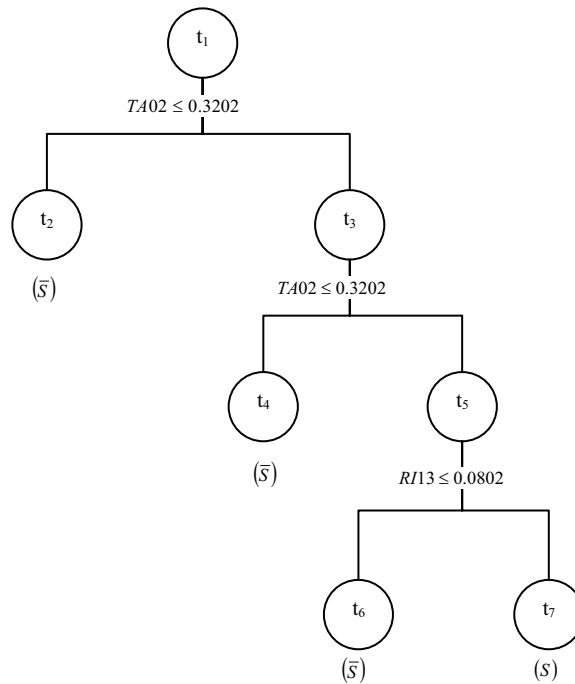 t₁
TA02 ≤ 0.3202
t₂
t₃
(S̅)
TA02 ≤ 0.3202
t₄
t₅
(S̅)
RI13 ≤ 0.0802
t₆
t₇
(S̅)
(S)